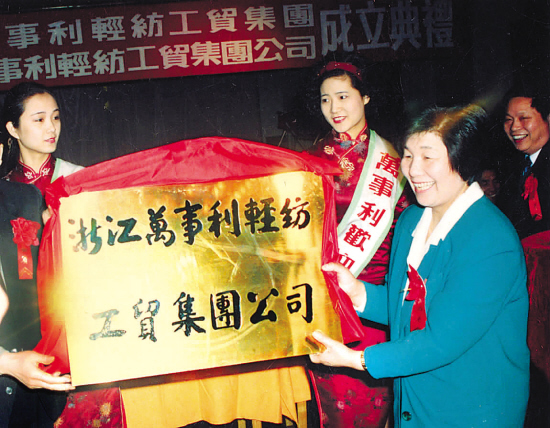 事利輕紡工貿集團
事利輕紡工貿集團公司成立典禮
萬事利歡迎
浙江萬事利輕紡
工貿集團公司